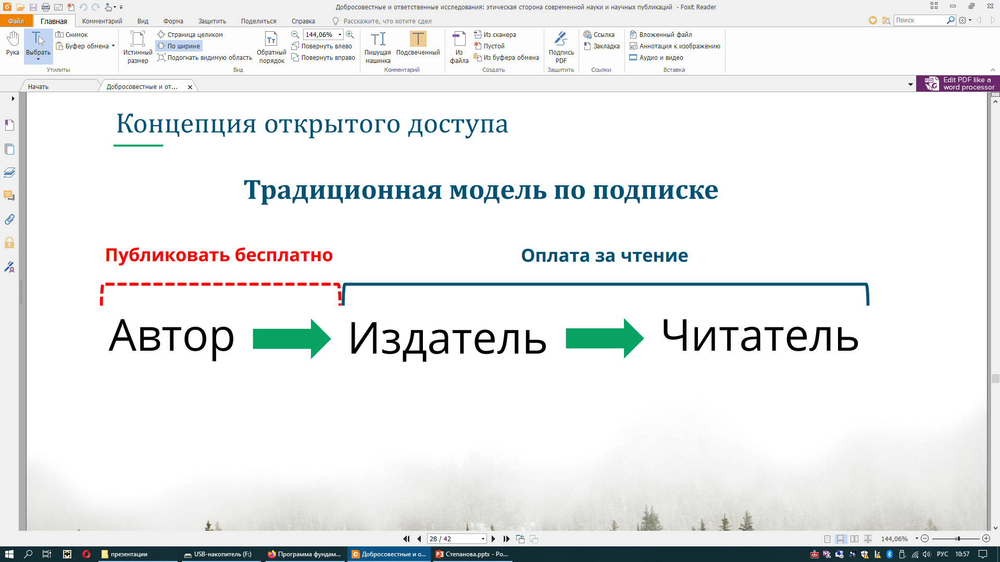 Добросовестные и ответственные исследования: этическая сторона современной науки и научных публикаций - Foxit Reader
Файл Главная Комментарий Вид Форма Защитить Поделиться Справка Расскажите, что хотите сдел Поиск
Рука
Выбрать
Снимок
Буфер обмена
Утилиты
Истинный размер
Страница целиком
По ширине
Подогнать видимую область
Обратный порядок
144,06%
Повернуть влево
Повернуть вправо
Вид
Пишущая машинка
Подсвеченный
Комментарий
Из файла
Из сканера
Пустой
Из буфера обмена
Создать
Подпись PDF
Защитить
Ссылка
Закладка
Ссылки
Вложенный файл
Аннотация к изображению
Аудио и видео
Вставка
Начать
Добросовестные и от...
Edit PDF like a
word processor
Концепция открытого доступа
Традиционная модель по подписке
Публиковать бесплатно Оплата за чтение
Автор Издатель Читатель
28 / 42
144,06%
презентации USB-накопитель (F:) Программа фундам... Добросовестные и о... Степанова.pptx - Po... РУС 10:57